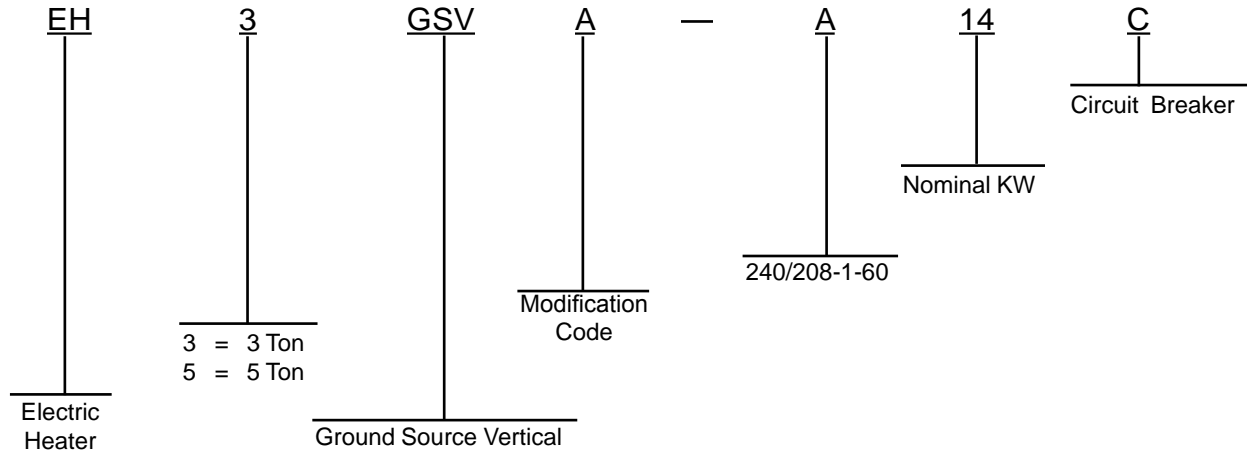 EH 3 GSV A — A 14 C
Circuit Breaker
Nominal KW
240/208-1-60
Modification
Code
3 = 3 Ton
5 = 5 Ton
Electric
Heater
Ground Source Vertical